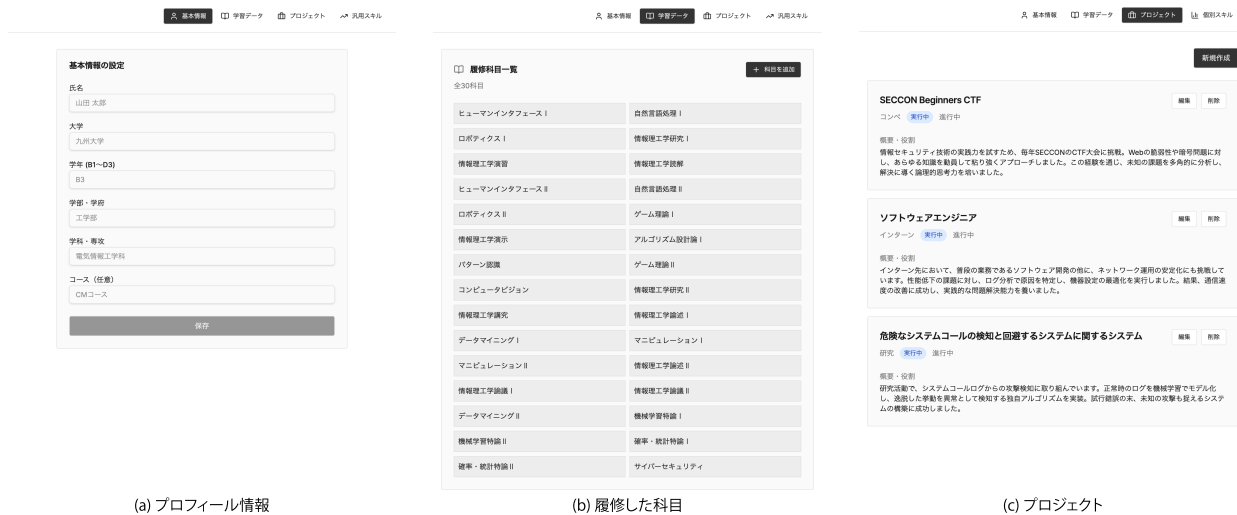 基本情報 学習データ プロジェクト 汎用スキル
基本情報の設定
氏名
山田 太郎
大学
九州大学
学年 (B1〜D3)
B3
学部・学府
工学部
学科・専攻
電気情報工学科
コース（任意）
CMコース
保存
(a) プロフィール情報
基本情報 学習データ プロジェクト 汎用スキル
履修科目一覧
+ 科目を追加
全30科目
ヒューマンインタフェース I 自然言語処理 I
ロボティクス I 情報理工学研究 I
情報理工学演習 情報理工学読解
ヒューマンインタフェース II 自然言語処理 II
ロボティクス II ゲーム理論 I
情報理工学演示 アルゴリズム設計論 I
パターン認識 ゲーム理論 II
コンピュータビジョン 情報理工学研究 II
情報理工学講究 情報理工学論述 I
データマイニング I マニピュレーション I
マニピュレーション II 情報理工学論述 II
情報理工学論議 I 情報理工学論議 II
データマイニング II 機械学習特論 I
機械学習特論 II 確率・統計特論 I
確率・統計特論 II サイバーセキュリティ
(b) 履修した科目
基本情報 学習データ プロジェクト 個別スキル
新規作成
SECCON Beginners CTF
編集 削除
コンペ 実行中 進行中
概要・役割
情報セキュリティ技術の実践力を試すため、毎年SECCONのCTF大会に挑戦。Webの脆弱性や暗号問題に対
し、あらゆる知識を動員して粘り強くアプローチしました。この経験を通じ、未知の課題を多角的に分析し、
解決に導く論理的思考力を培いました。
ソフトウェアエンジニア
編集 削除
インターン 実行中 進行中
概要・役割
インターン先において、普段の業務であるソフトウェア開発の他に、ネットワーク運用の安定化にも挑戦して
います。性能低下の課題に対し、ログ分析で原因を特定し、機器設定の最適化を実行しました。結果、通信速
度の改善に成功し、実践的な問題解決能力を養いました。
危険なシステムコールの検知と回避するシステムに関するシステム
編集 削除
研究 実行中 進行中
概要・役割
研究活動で、システムコールログからの攻撃検知に取り組んでいます。正常時のログを機械学習でモデル化
し、逸脱した挙動を異常として検知する独自アルゴリズムを実装。試行錯誤の末、未知の攻撃も捉えるシステ
ムの構築に成功しました。
(c) プロジェクト